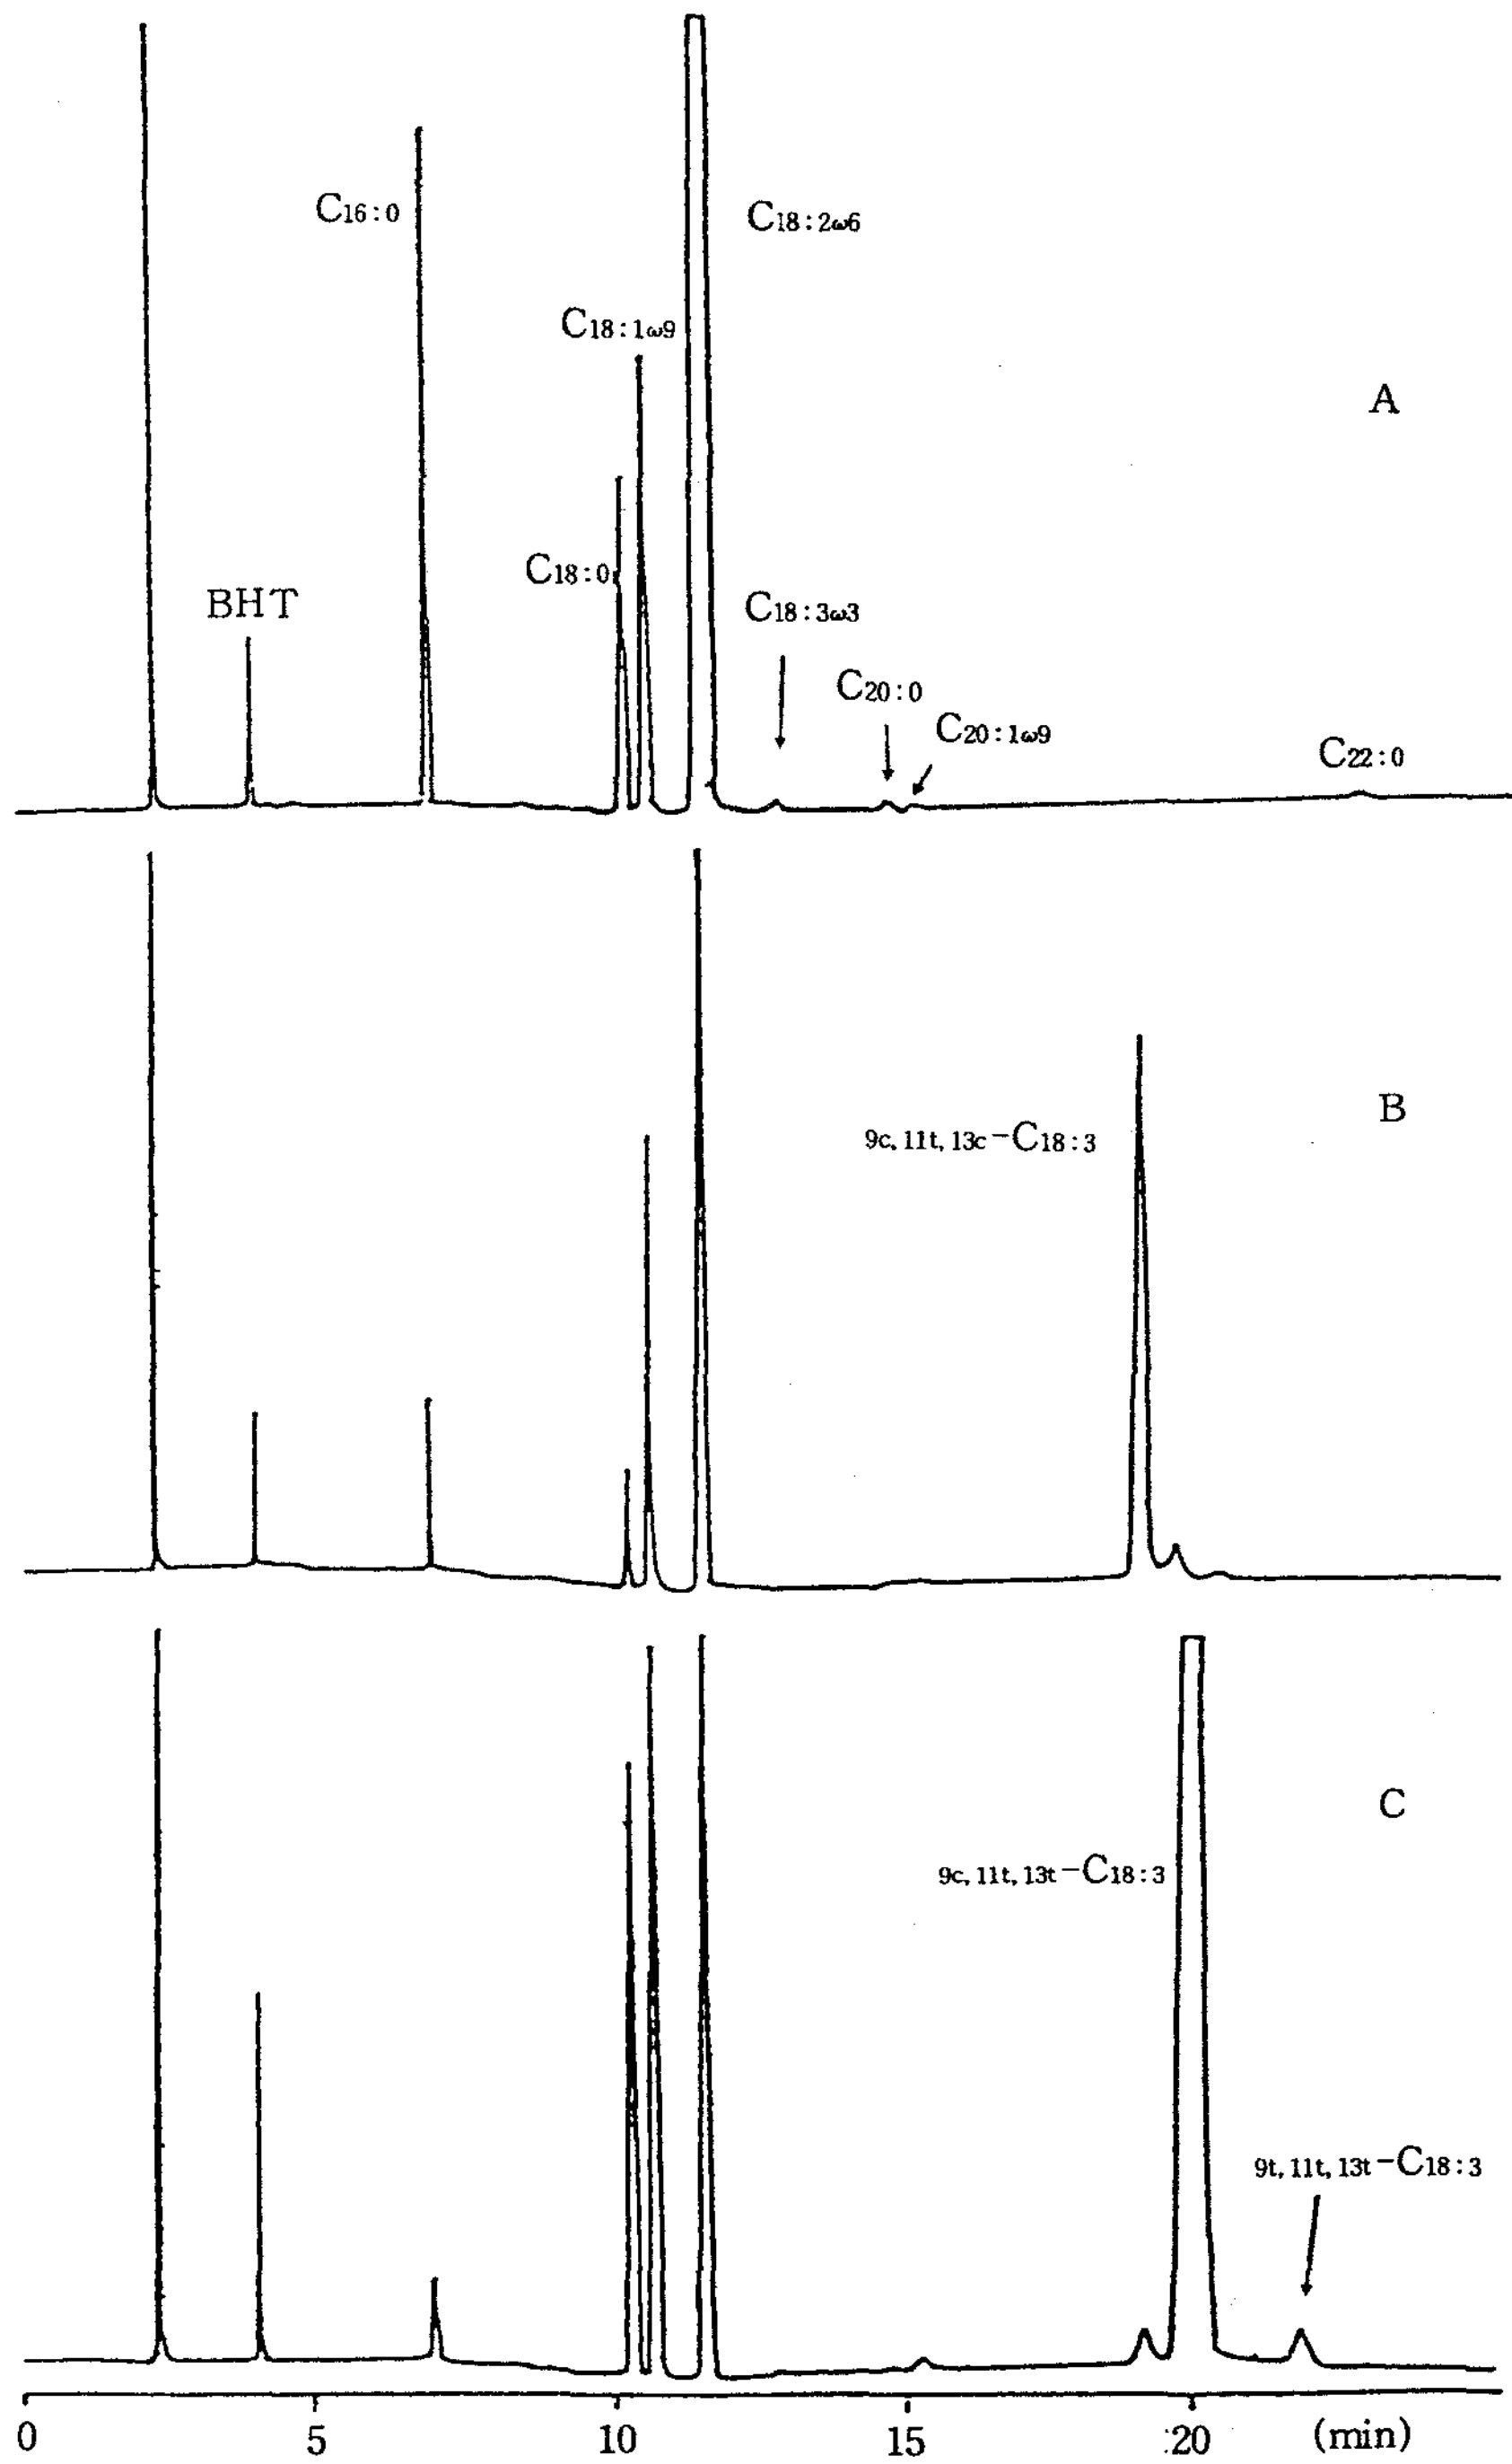 C16:0
C18:2ω6
C18:1ω9
A
C18:0
BHT
C18:3ω3
C20:0
C20:1ω9
C22:0
B
9c, 11t, 13c-C18:3
C
9c, 11t, 13t-C18:3
9t, 11t, 13t-C18:3
0 5 10 15 20 (min)